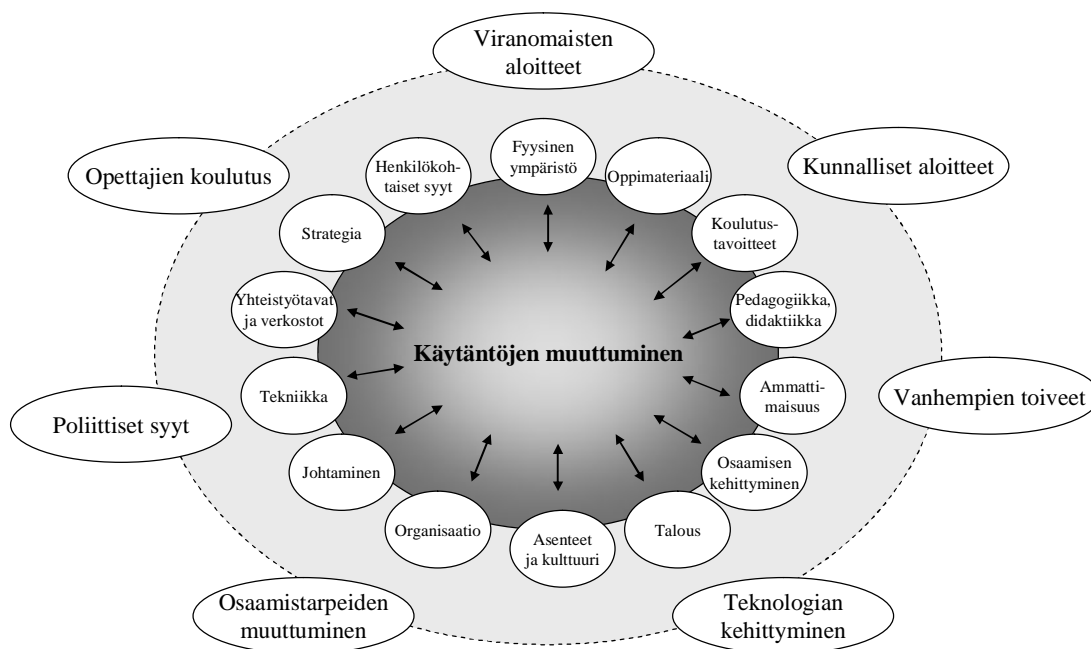 Viranomaisten
aloitteet
Opettajien koulutus
Kunnalliset aloitteet
Henkilökoh-
taiset syyt
Fyysinen
ympäristö
Oppimateriaali
Strategia
Koulutus-
tavoitteet
Yhteistyötavat
ja verkostot
Pedagogiikka,
didaktiikka
Käytäntöjen muuttuminen
Tekniikka
Ammatti-
maisuus
Poliittiset syyt
Vanhempien toiveet
Johtaminen
Osaamisen
kehittyminen
Organisaatio
Asenteet
ja kulttuuri
Talous
Osaamistarpeiden
muuttuminen
Teknologian
kehittyminen